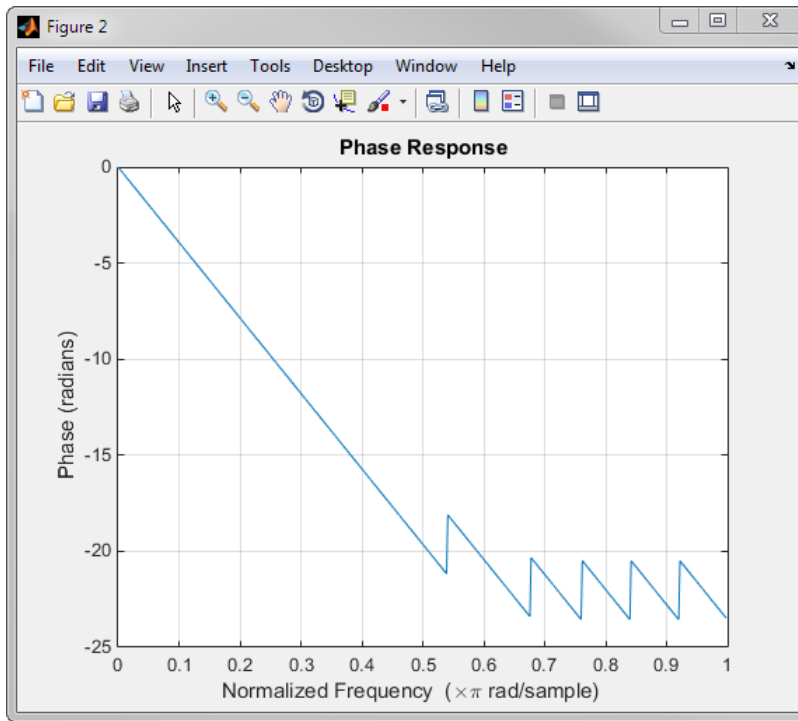 Figure 2
File Edit View Insert Tools Desktop Window Help
Phase Response
Phase (radians)
0
-5
-10
-15
-20
-25
0 0.1 0.2 0.3 0.4 0.5 0.6 0.7 0.8 0.9 1
Normalized Frequency (×π rad/sample)